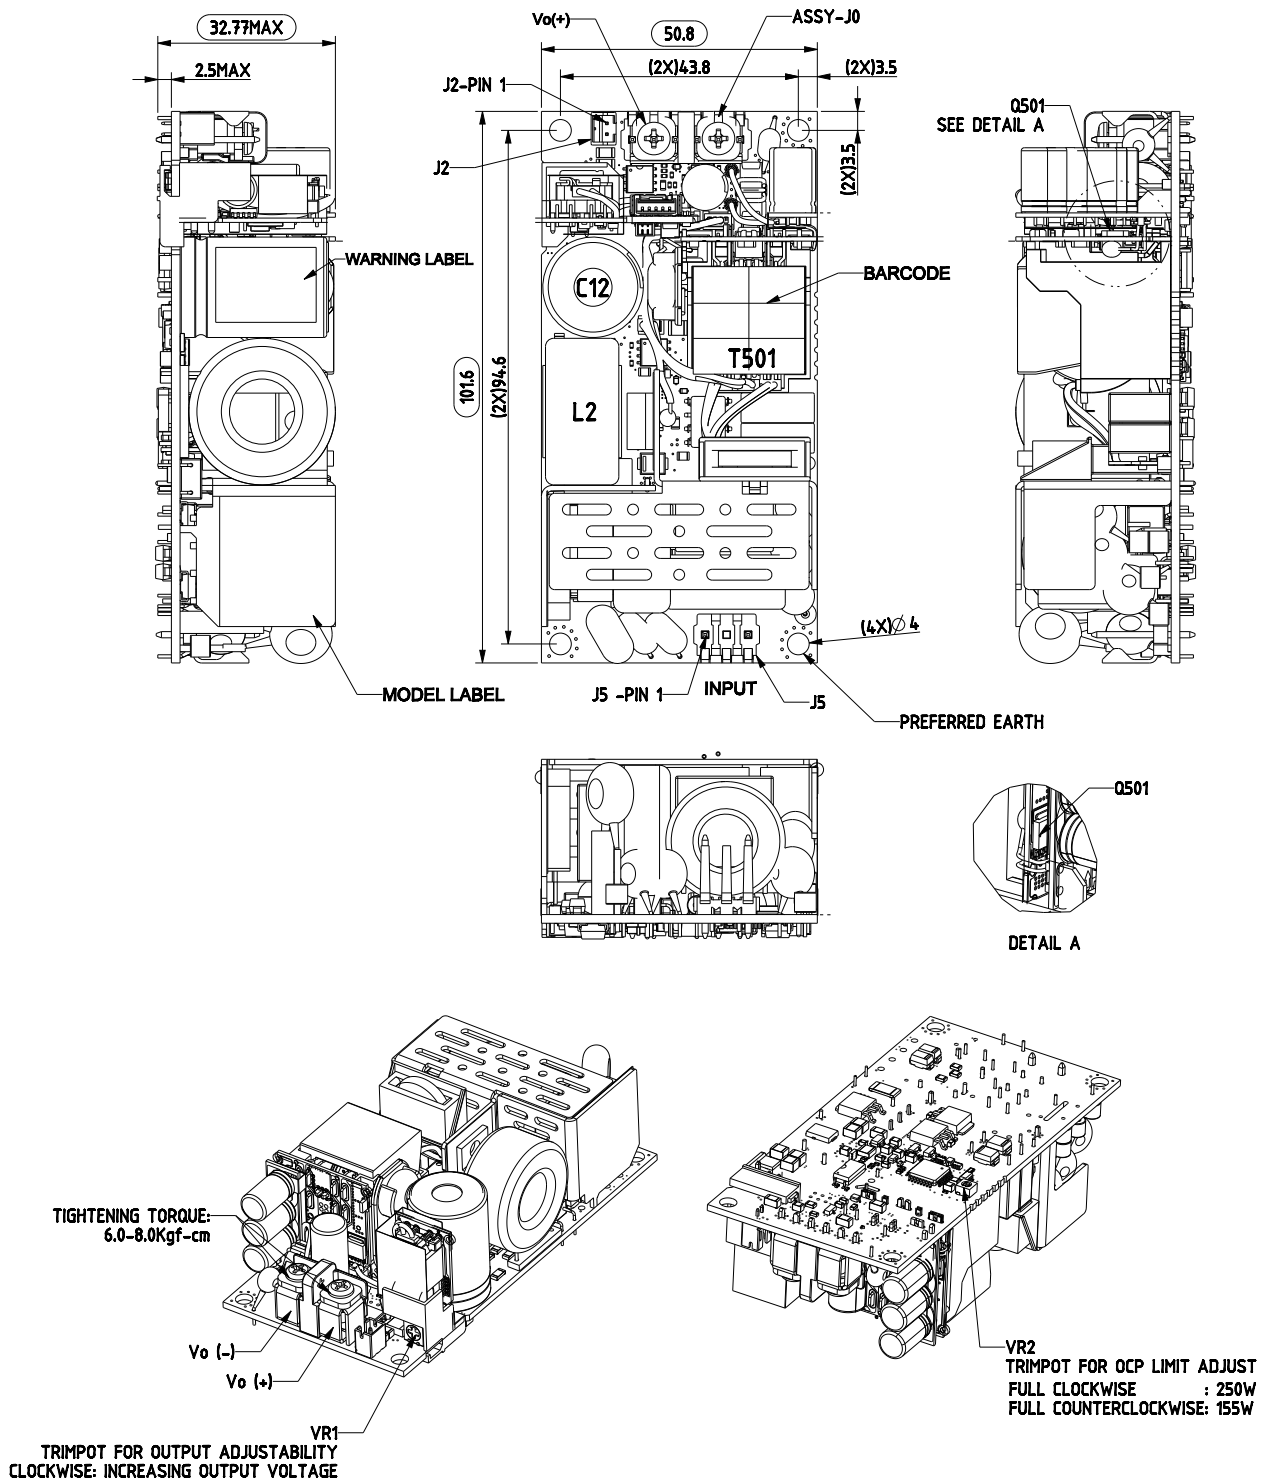 32.77MAX
2.5MAX
Vo(+)
ASSY-J0
50.8
(2X)43.8
(2X)3.5
J2-PIN 1
J2
(2X)3.5
Q501
SEE DETAIL A
WARNING LABEL
C12
BARCODE
T501
101.6
(2X)94.6
L2
(4X)∅ 4
MODEL LABEL
J5 -PIN 1
INPUT
J5
PREFERRED EARTH
Q501
DETAIL A
TIGHTENING TORQUE:
6.0-8.0Kgf-cm
Vo (-)
Vo (+)
VR1
TRIMPOT FOR OUTPUT ADJUSTABILITY
CLOCKWISE: INCREASING OUTPUT VOLTAGE
VR2
TRIMPOT FOR OCP LIMIT ADJUST
FULL CLOCKWISE : 250W
FULL COUNTERCLOCKWISE: 155W